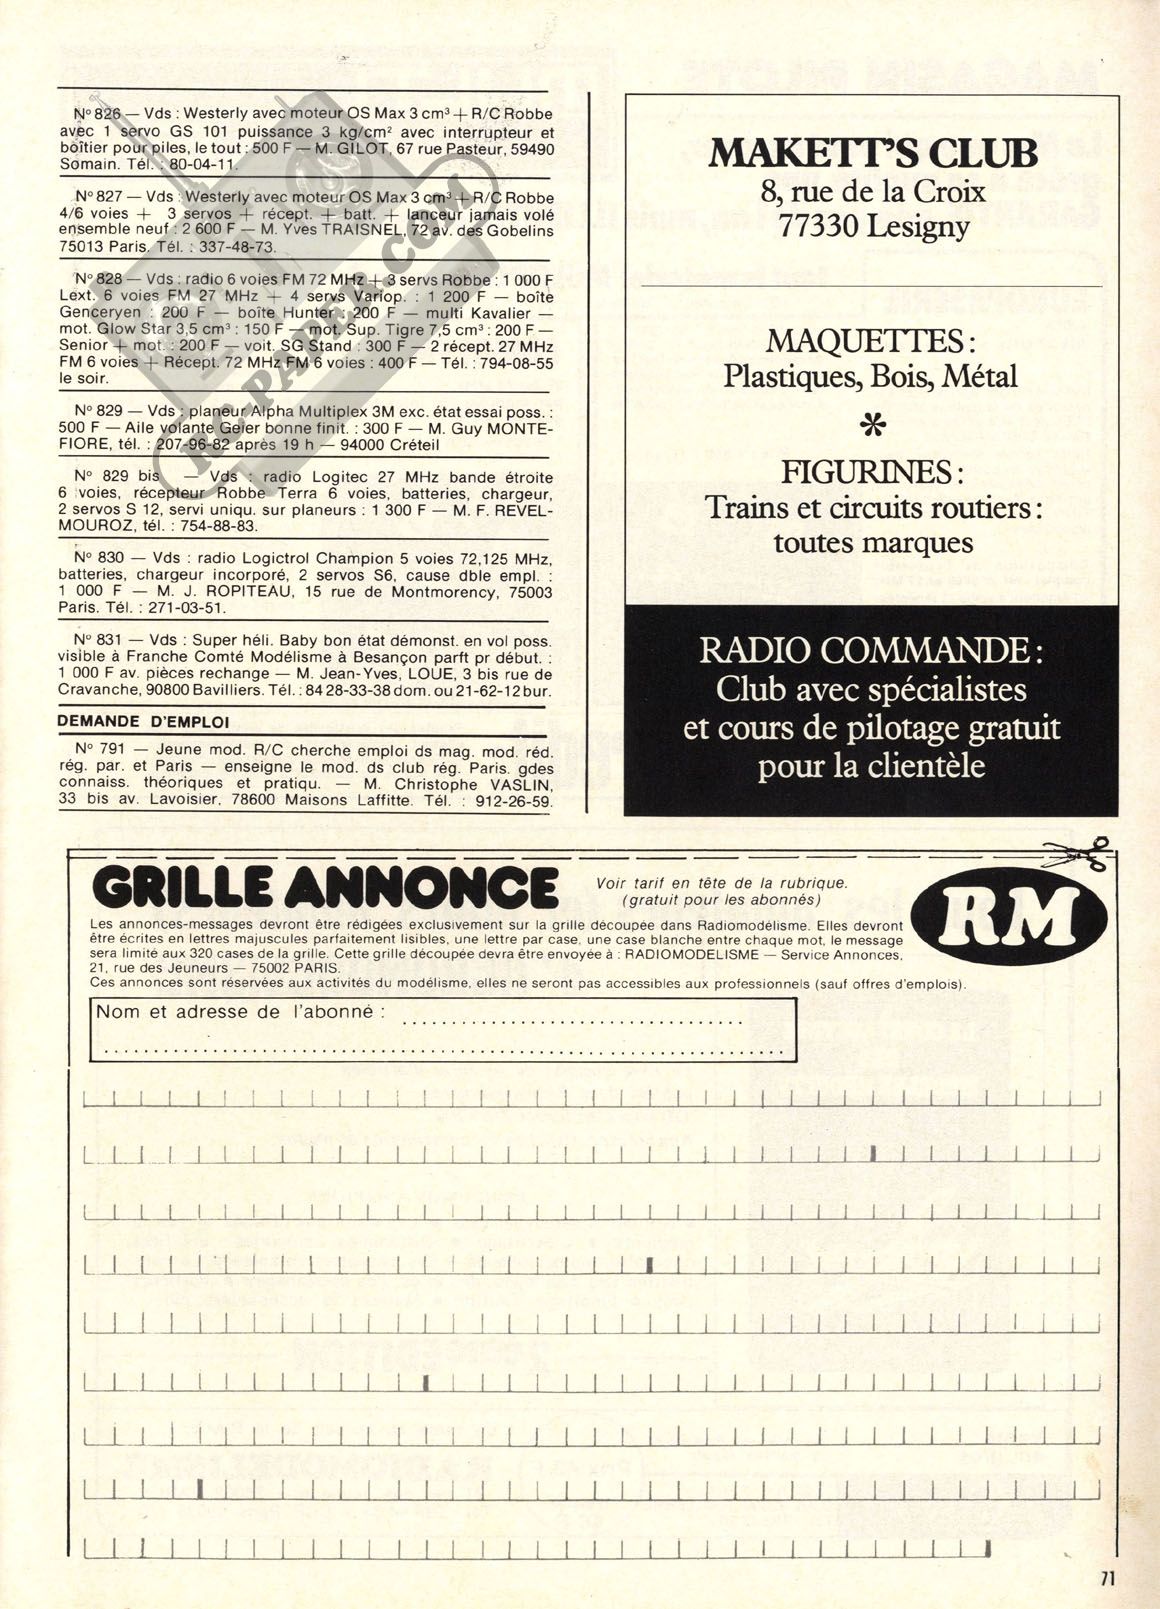 N° 826 — Vds : Westerly avec moteur OS Max 3 cm³ + R/C Robbe
avec 1 servo GS 101 puissance 3 kg/cm² avec interrupteur et
boîtier pour piles, le tout : 500 F — M. GILOT, 67 rue Pasteur, 59490
Somain. Tél. : 80-04-11.
N° 827 — Vds : Westerly avec moteur OS Max 3 cm³ + R/C Robbe
4/6 voies + 3 servos + récept. + batt. + lanceur jamais volé
ensemble neuf : 2 600 F — M. Yves TRAISNEL, 72 av. des Gobelins
75013 Paris. Tél. : 337-48-73.
N° 828 — Vds : radio 6 voies FM 72 MHz + 3 servs Robbe : 1 000 F
Lext. 6 voies FM 27 MHz + 4 servs Variop. : 1 200 F — boîte
Genceryen : 200 F — boîte Hunter : 200 F — multi Kavalier —
mot. Glow Star 3,5 cm³ : 150 F — mot. Sup. Tigre 7,5 cm³ : 200 F —
Senior + mot. : 200 F — voit. SG Stand : 300 F — 2 récept. 27 MHz
FM 6 voies + Récept. 72 MHz FM 6 voies : 400 F — Tél. : 794-08-55
le soir.
N° 829 — Vds : planeur Alpha Multiplex 3M exc. état essai poss. :
500 F — Aile volante Geier bonne finit. : 300 F — M. Guy MONTE-
FIORE, tél. : 207-96-82 après 19 h — 94000 Créteil
N° 829 bis — Vds : radio Logitec 27 MHz bande étroite
6 voies, récepteur Robbe Terra 6 voies, batteries, chargeur,
2 servos S 12, servi uniqu. sur planeurs : 1 300 F — M. F. REVEL-
MOUROZ, tél. : 754-88-83.
N° 830 — Vds : radio Logictrol Champion 5 voies 72,125 MHz,
batteries, chargeur incorporé, 2 servos S6, cause dble empl. :
1 000 F — M. J. ROPITEAU, 15 rue de Montmorency, 75003
Paris. Tél. : 271-03-51.
N° 831 — Vds : Super héli. Baby bon état démonst. en vol poss.
visible à Franche Comté Modélisme à Besançon parft pr début. :
1 000 F av. pièces rechange — M. Jean-Yves, LOUE, 3 bis rue de
Cravanche, 90800 Bavilliers. Tél. : 84 28-33-38 dom. ou 21-62-12 bur.
DEMANDE D'EMPLOI
N° 791 — Jeune mod. R/C cherche emploi ds mag. mod. réd.
rég. par. et Paris — enseigne le mod. ds club rég. Paris. gdes
connaiss. théoriques et pratiqu. — M. Christophe VASLIN,
33 bis av. Lavoisier, 78600 Maisons Laffitte. Tél. : 912-26-59.
RC-PAPER.COM
MAKETT'S CLUB
8, rue de la Croix
77330 Lesigny
MAQUETTES :
Plastiques, Bois, Métal
*
FIGURINES :
Trains et circuits routiers :
toutes marques
RADIO COMMANDE :
Club avec spécialistes
et cours de pilotage gratuit
pour la clientèle
GRILLE ANNONCE
Voir tarif en tête de la rubrique.
(gratuit pour les abonnés)
RM
Les annonces-messages devront être rédigées exclusivement sur la grille découpée dans Radiomodélisme. Elles devront
être écrites en lettres majuscules parfaitement lisibles, une lettre par case, une case blanche entre chaque mot, le message
sera limité aux 320 cases de la grille. Cette grille découpée devra être envoyée à : RADIOMODELISME — Service Annonces,
21, rue des Jeuneurs — 75002 PARIS.
Ces annonces sont réservées aux activités du modélisme, elles ne seront pas accessibles aux professionnels (sauf offres d'emplois).
Nom et adresse de l'abonné :
71